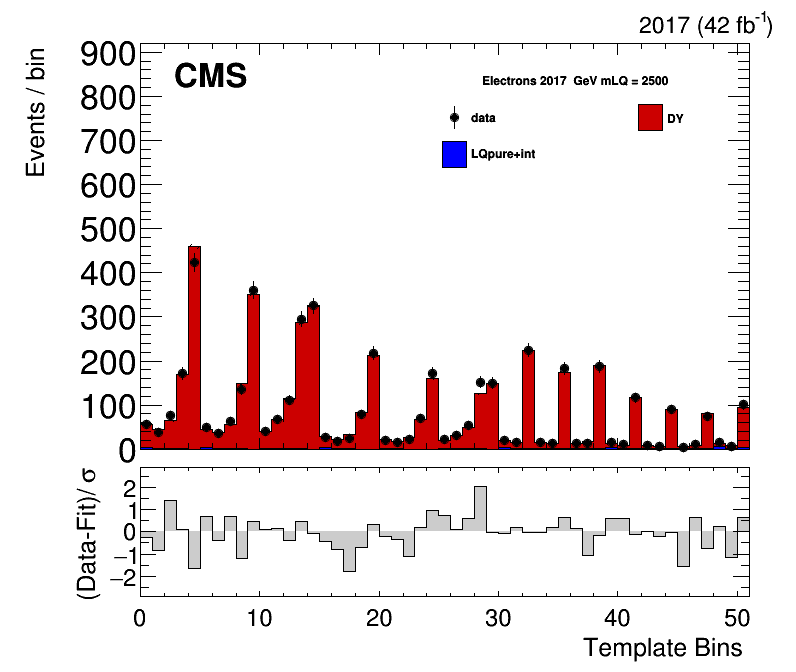 2017 (42 fb-1)
CMS
Electrons 2017 GeV mLQ = 2500
data
DY
LQpure+int
Events / bin
900
800
700
600
500
400
300
200
100
0
(Data-Fit)/ σ
2
1
0
−1
−2
0 10 20 30 40 50
Template Bins